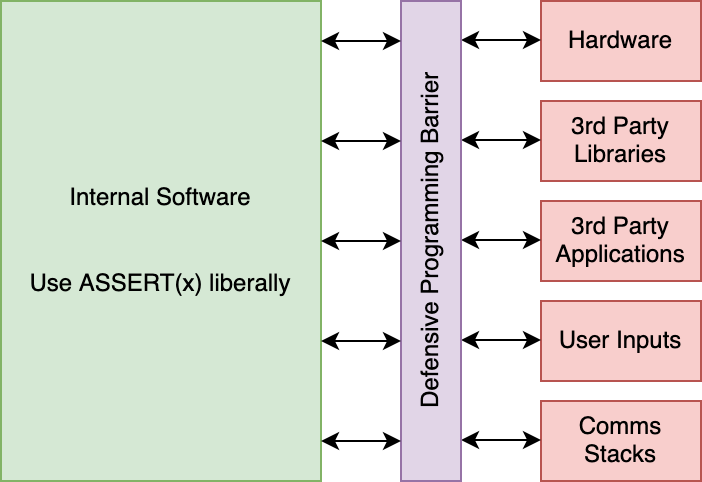 Internal Software
Use ASSERT(x) liberally
Defensive Programming Barrier
Hardware
3rd Party
Libraries
3rd Party
Applications
User Inputs
Comms
Stacks